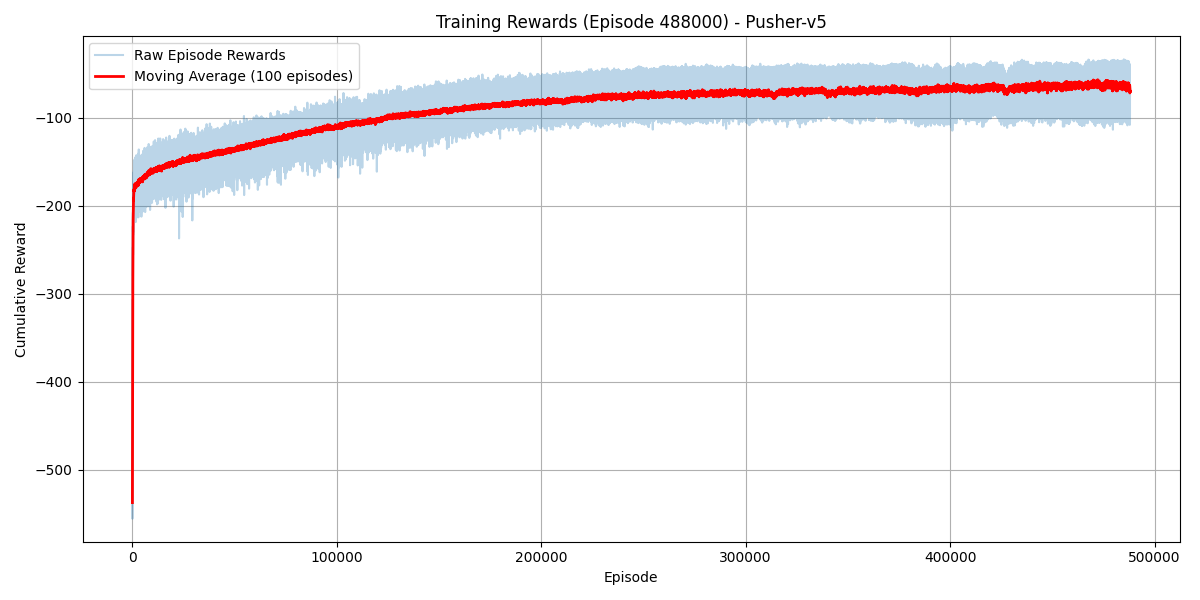 Training Rewards (Episode 488000) - Pusher-v5
Raw Episode Rewards
Moving Average (100 episodes)
−100
−200
−300
−400
−500
Cumulative Reward
0
100000
200000
300000
400000
500000
Episode